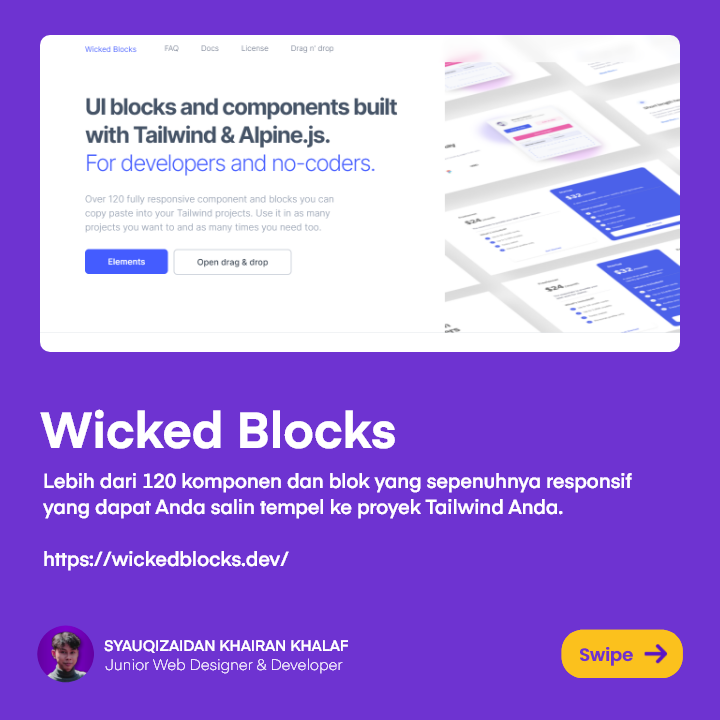 Wicked Blocks FAQ Docs License Drag n' drop
UI blocks and components built
with Tailwind & Alpine.js.
For developers and no-coders.
Over 120 fully responsive component and blocks you can
copy paste into your Tailwind projects. Use it in as many
projects you want to and as many times you need too.
Elements Open drag & drop
$24
$32
$24
$32
Wicked Blocks
Lebih dari 120 komponen dan blok yang sepenuhnya responsif
yang dapat Anda salin tempel ke proyek Tailwind Anda.
https://wickedblocks.dev/
SYAUQIZAIDAN KHAIRAN KHALAF
Junior Web Designer & Developer
Swipe